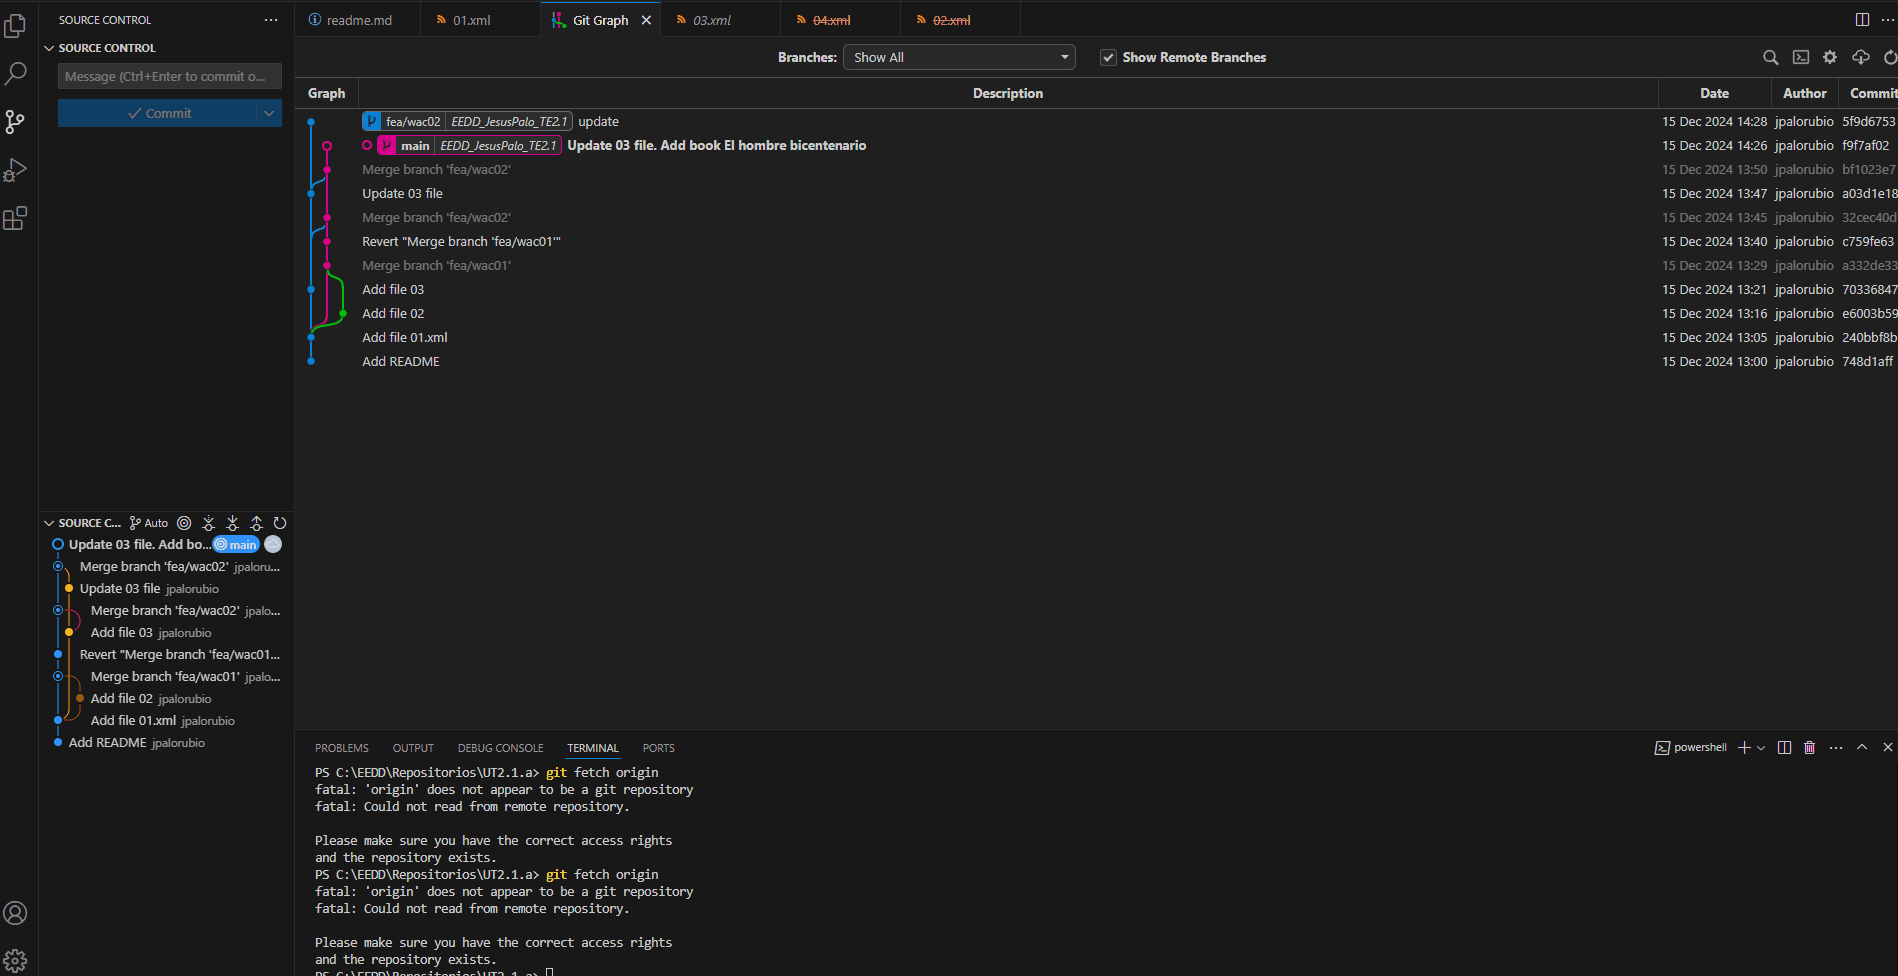 SOURCE CONTROL
SOURCE CONTROL
Message (Ctrl+Enter to commit o...
Commit
readme.md
01.xml
Git Graph
03.xml
04.xml
02.xml
Branches: Show All Show Remote Branches
Graph Description Date Author Commit
fea/wac02 EEDD_JesusPalo_TE2.1 update 15 Dec 2024 14:28 jpalorubio 5f9d6753
main EEDD_JesusPalo_TE2.1 Update 03 file. Add book El hombre bicentenario 15 Dec 2024 14:26 jpalorubio f9f7af02
Merge branch 'fea/wac02' 15 Dec 2024 13:50 jpalorubio bf1023e7
Update 03 file 15 Dec 2024 13:47 jpalorubio a03d1e18
Merge branch 'fea/wac02' 15 Dec 2024 13:45 jpalorubio 32cec40d
Revert "Merge branch 'fea/wac01'" 15 Dec 2024 13:40 jpalorubio c759fe63
Merge branch 'fea/wac01' 15 Dec 2024 13:29 jpalorubio a332de33
Add file 03 15 Dec 2024 13:21 jpalorubio 70336847
Add file 02 15 Dec 2024 13:16 jpalorubio e6003b59
Add file 01.xml 15 Dec 2024 13:05 jpalorubio 240bbf8b
Add README 15 Dec 2024 13:00 jpalorubio 748d1aff
SOURCE C... Auto
Update 03 file. Add bo... main
Merge branch 'fea/wac02' jpaloru...
Update 03 file jpalorubio
Merge branch 'fea/wac02' jpalo...
Add file 03 jpalorubio
Revert "Merge branch 'fea/wac01...
Merge branch 'fea/wac01' jpalo...
Add file 02 jpalorubio
Add file 01.xml jpalorubio
Add README jpalorubio
PROBLEMS OUTPUT DEBUG CONSOLE TERMINAL PORTS
powershell
PS C:\EEDD\Repositorios\UT2.1.a> git fetch origin
fatal: 'origin' does not appear to be a git repository
fatal: Could not read from remote repository.
Please make sure you have the correct access rights
and the repository exists.
PS C:\EEDD\Repositorios\UT2.1.a> git fetch origin
fatal: 'origin' does not appear to be a git repository
fatal: Could not read from remote repository.
Please make sure you have the correct access rights
and the repository exists.
PS C:\EEDD\Repositorios\UT2.1.a>